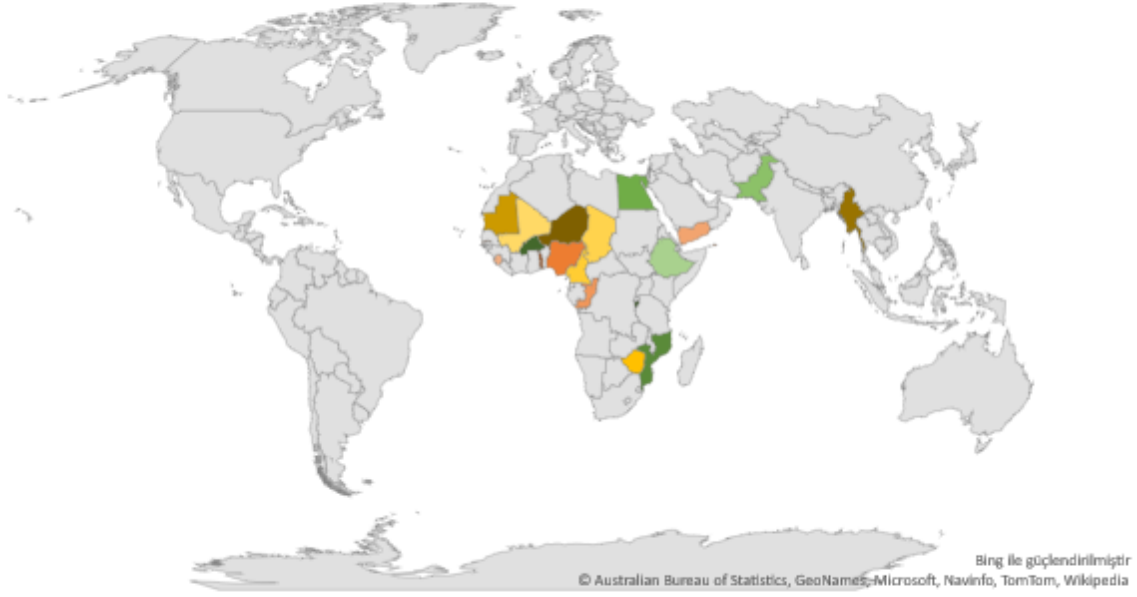 Bing ile güçlendirilmiştir
© Australian Bureau of Statistics, GeoNames, Microsoft, Navinfo, TomTom, Wikipedia